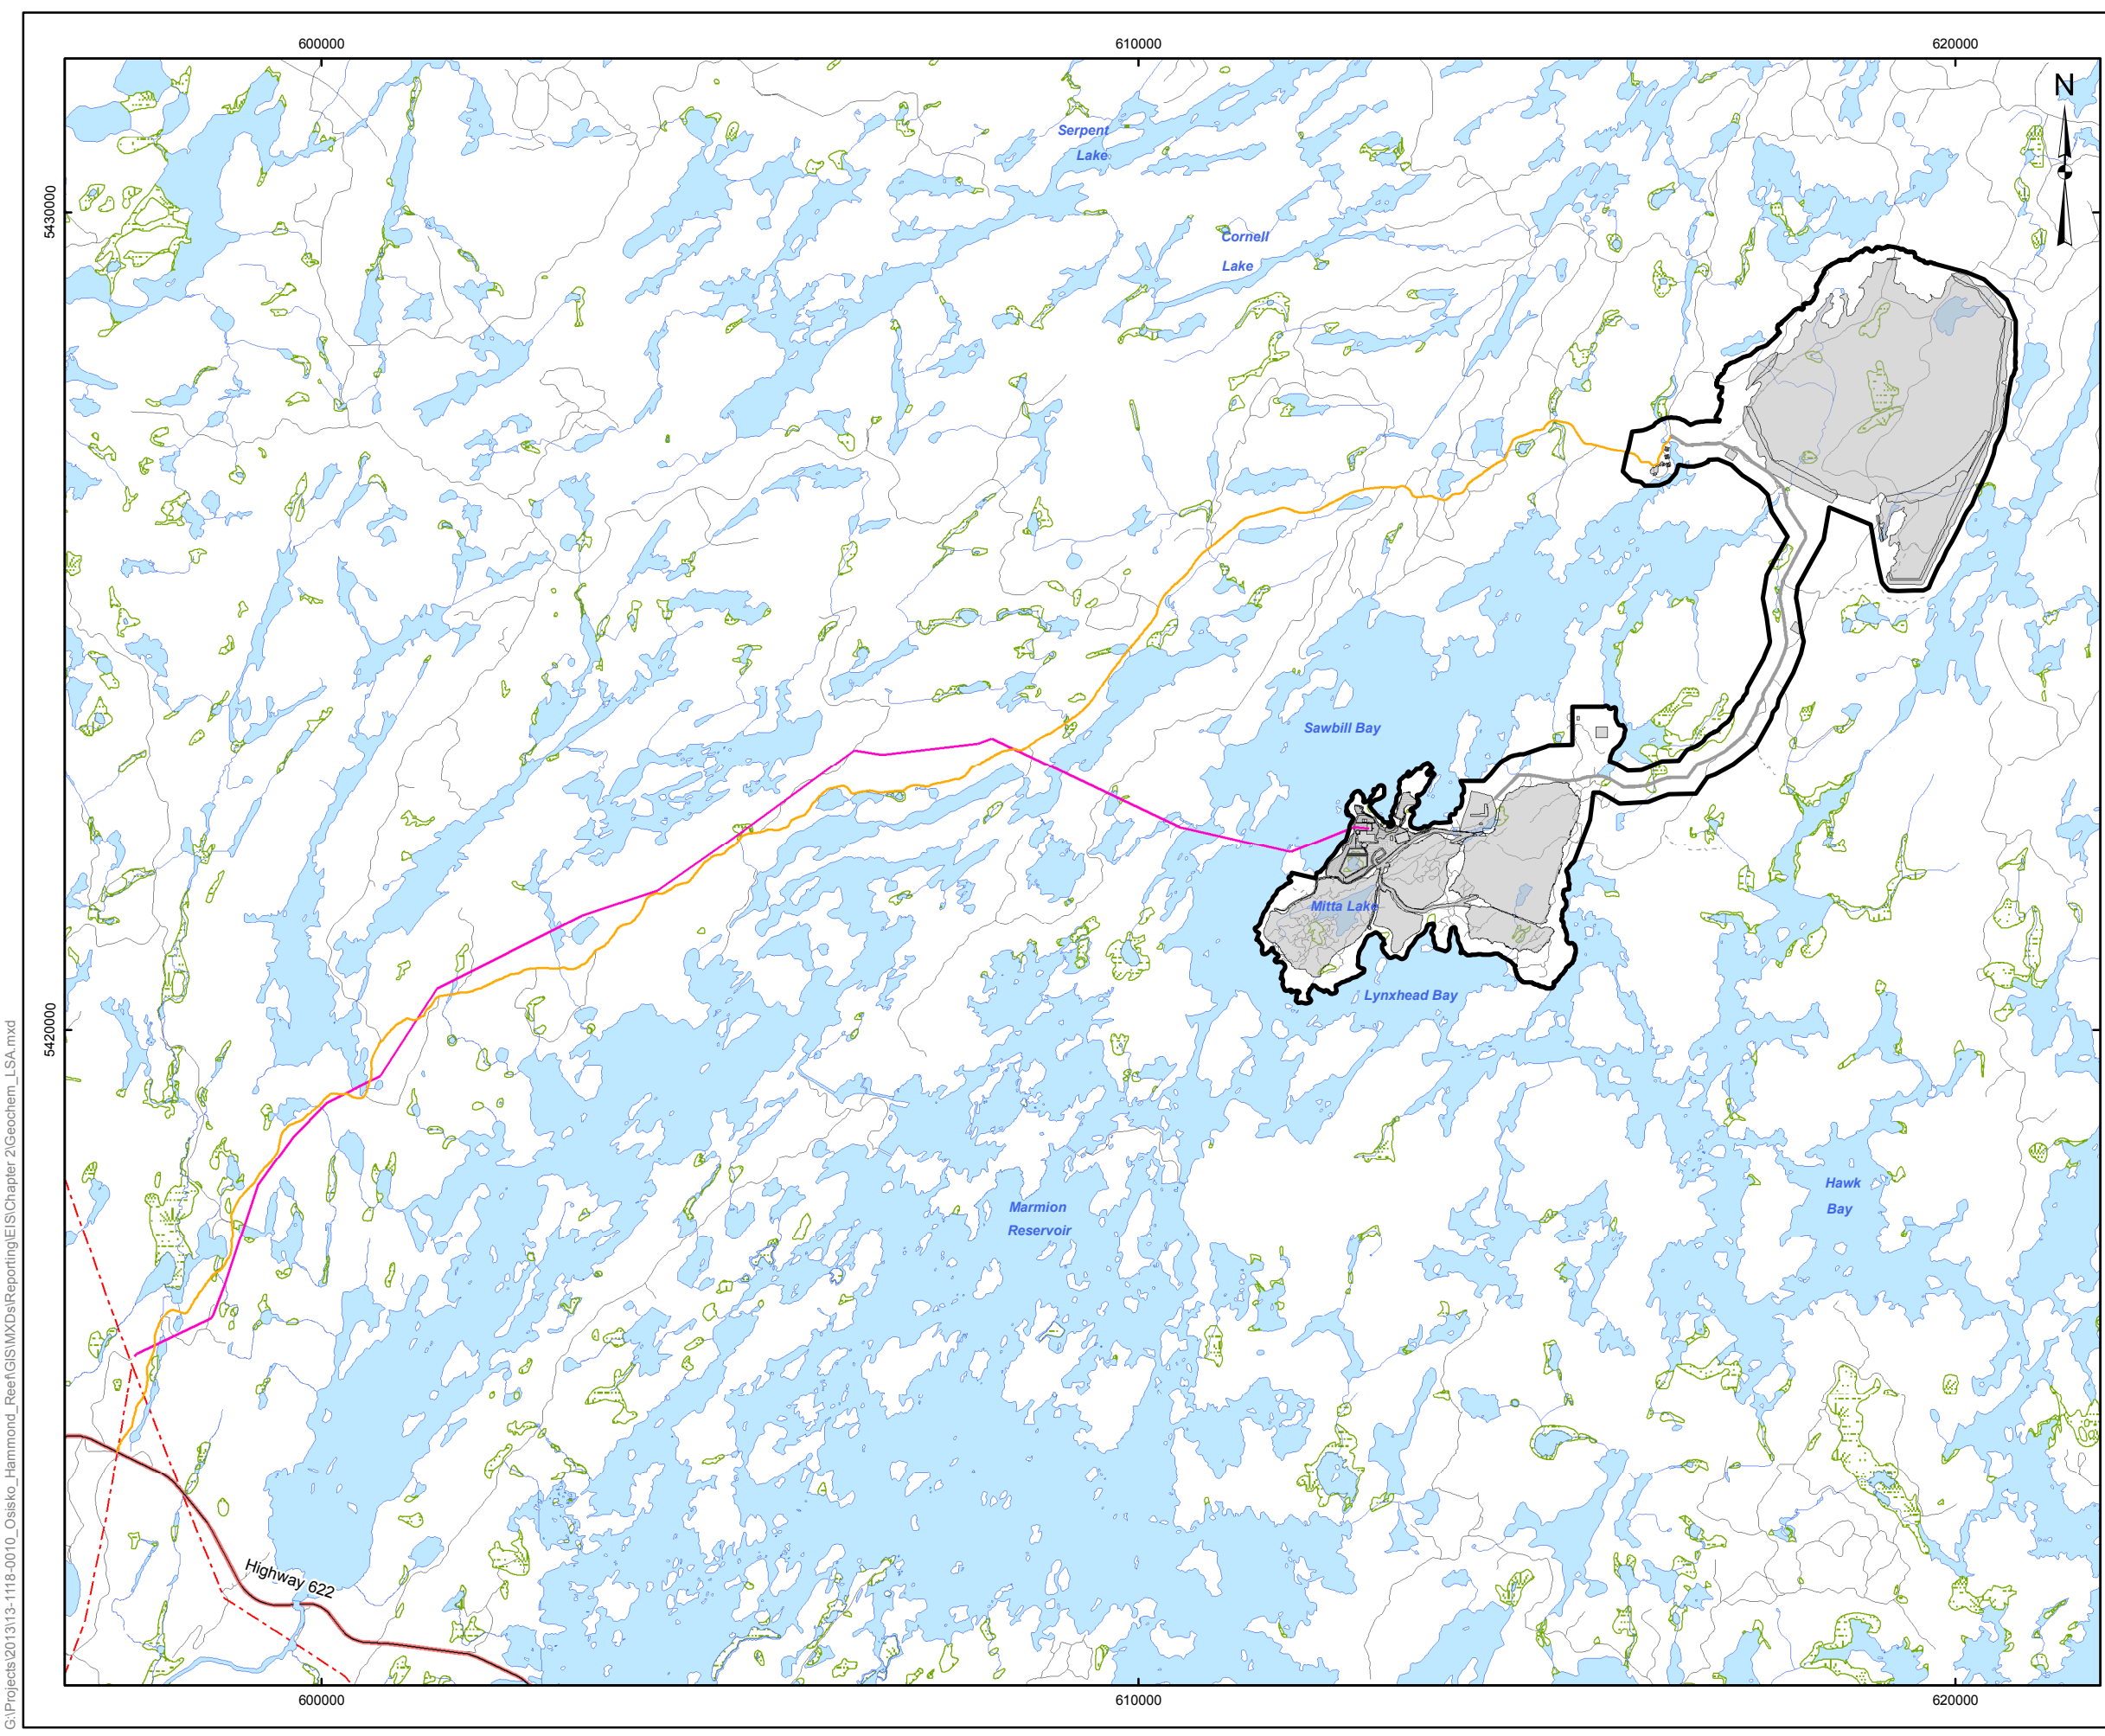 600000
610000
620000
N
Serpent
Lake
5430000
Cornell
Lake
Sawbill Bay
Mitta Lake
Lynxhead Bay
5420000
Marmion
Reservoir
Hawk
Bay
Highway 622
600000
610000
620000
G:\Projects\2013\13-1118-0010_Osisko_Hammond_Reef\GIS\MXDs\Reporting\EIS\Chapter 2\Geochem_LSA.mxd